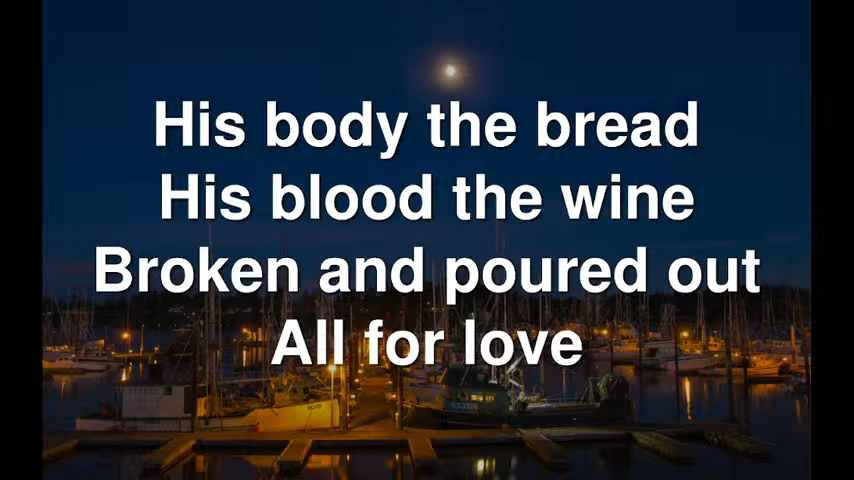 His body the bread
His blood the wine
Broken and poured out
All for love